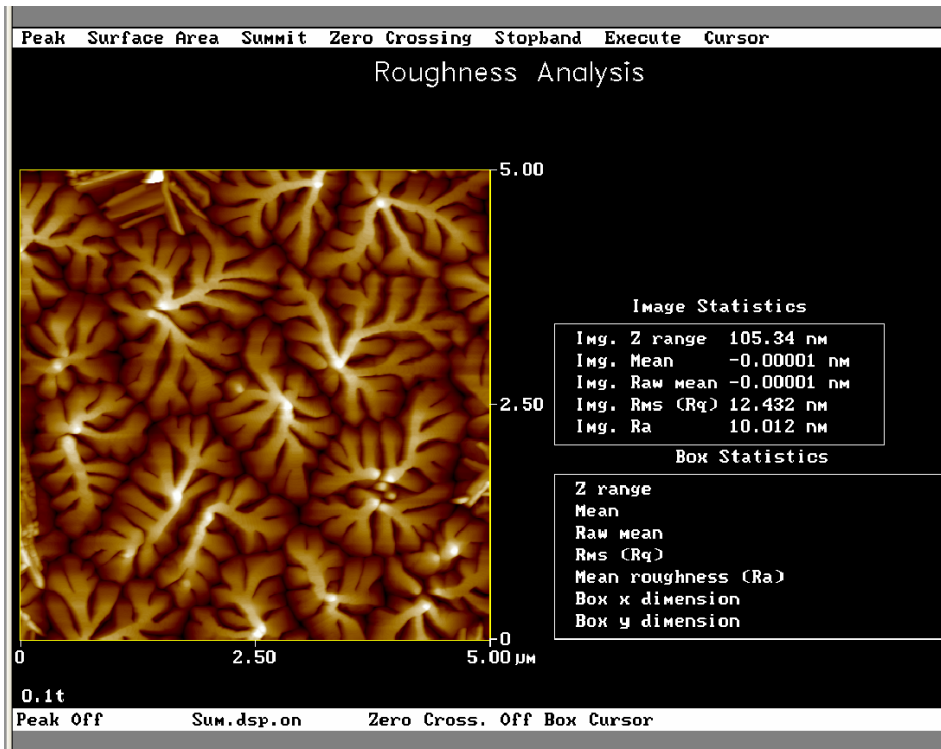 Peak Surface Area Summit Zero Crossing Stopband Execute Cursor
Roughness Analysis
5.00
Image Statistics
Img. Z range 105.34 nm
Img. Mean -0.00001 nm
Img. Raw mean -0.00001 nm
Img. Rms (Rq) 12.432 nm
Img. Ra 10.012 nm
2.50
Box Statistics
Z range
Mean
Raw mean
Rms (Rq)
Mean roughness (Ra)
Box x dimension
Box y dimension
0
0 2.50 5.00 µm
0.1t
Peak Off Sum.dsp.on Zero Cross. Off Box Cursor